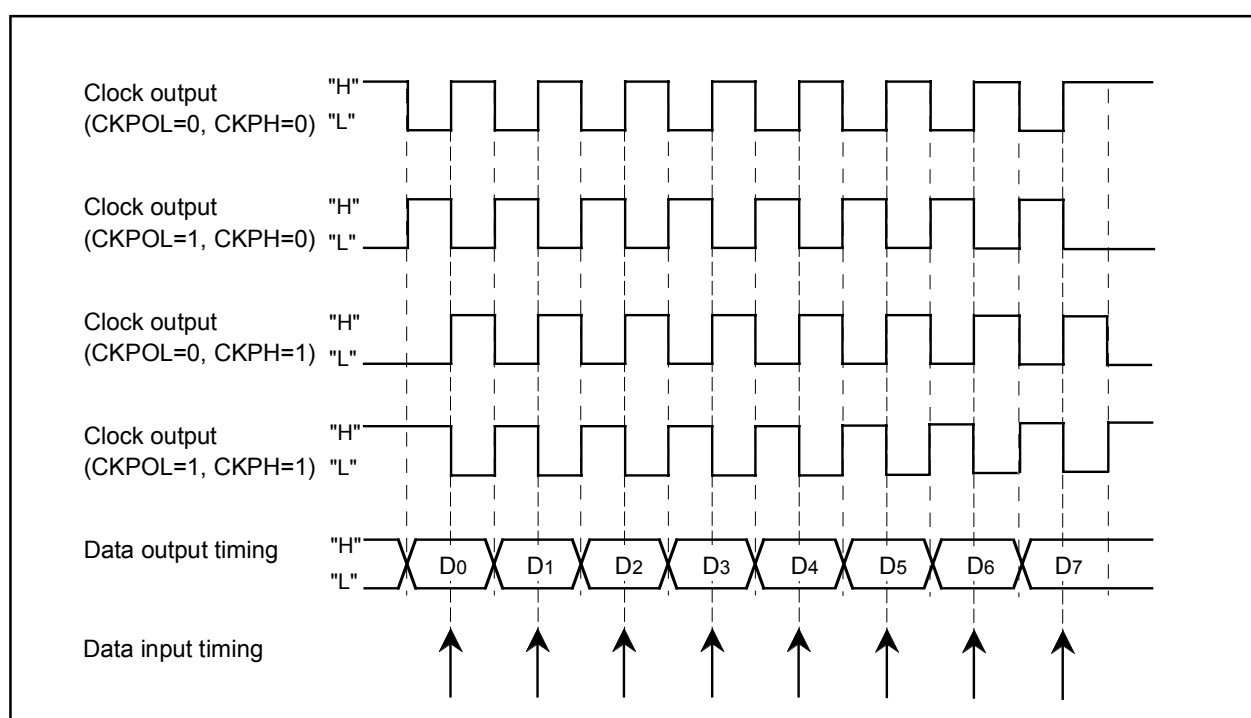 Clock output
(CKPOL=0, CKPH=0)
"H"
"L"
Clock output
(CKPOL=1, CKPH=0)
"H"
"L"
Clock output
(CKPOL=0, CKPH=1)
"H"
"L"
Clock output
(CKPOL=1, CKPH=1)
"H"
"L"
Data output timing
"H"
"L"
D0 D1 D2 D3 D4 D5 D6 D7
Data input timing